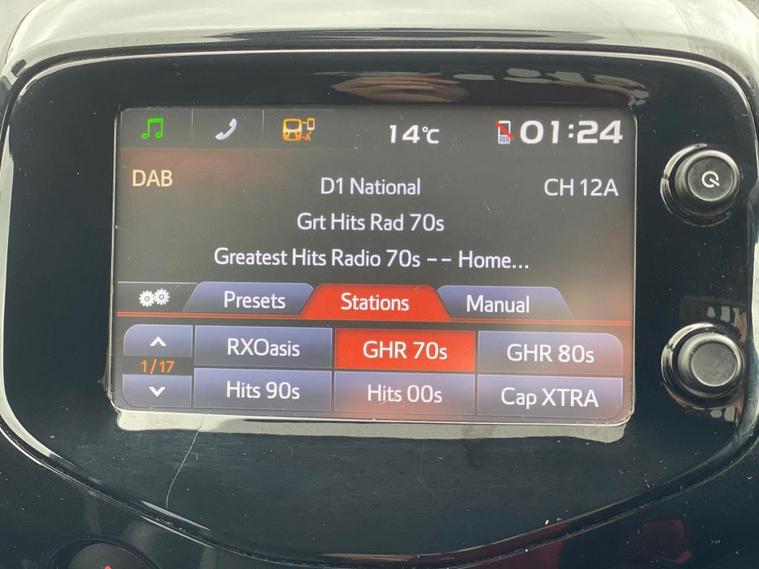 14°C 01:24
DAB D1 National CH 12A
Grt Hits Rad 70s
Greatest Hits Radio 70s -- Home...
Presets Stations Manual
RXOasis GHR 70s GHR 80s
1/17
Hits 90s Hits 00s Cap XTRA